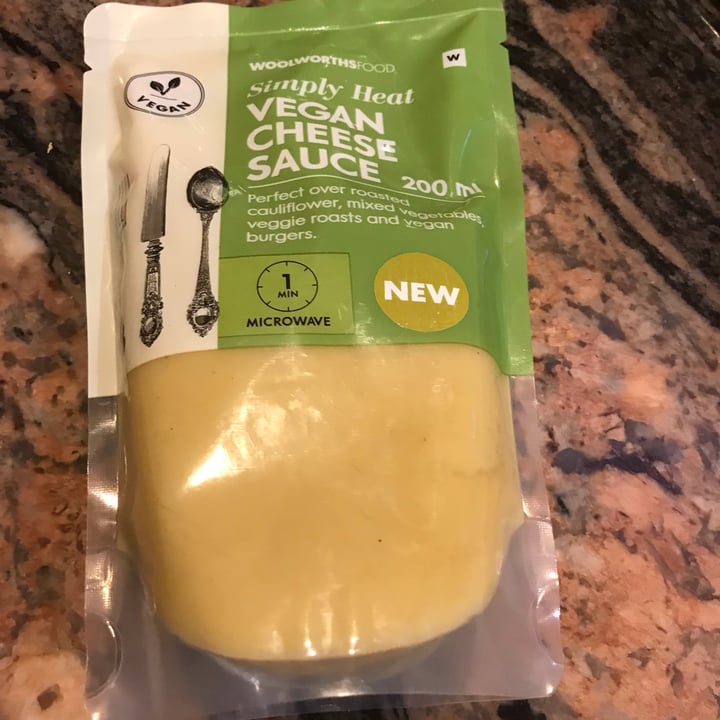 WOOLWORTHSFOOD
W
VEGAN
Simply Heat
VEGAN
CHEESE
SAUCE 200 ml
Perfect over roasted
cauliflower, mixed vegetables,
veggie roasts and vegan
burgers.
1
MIN
MICROWAVE
NEW